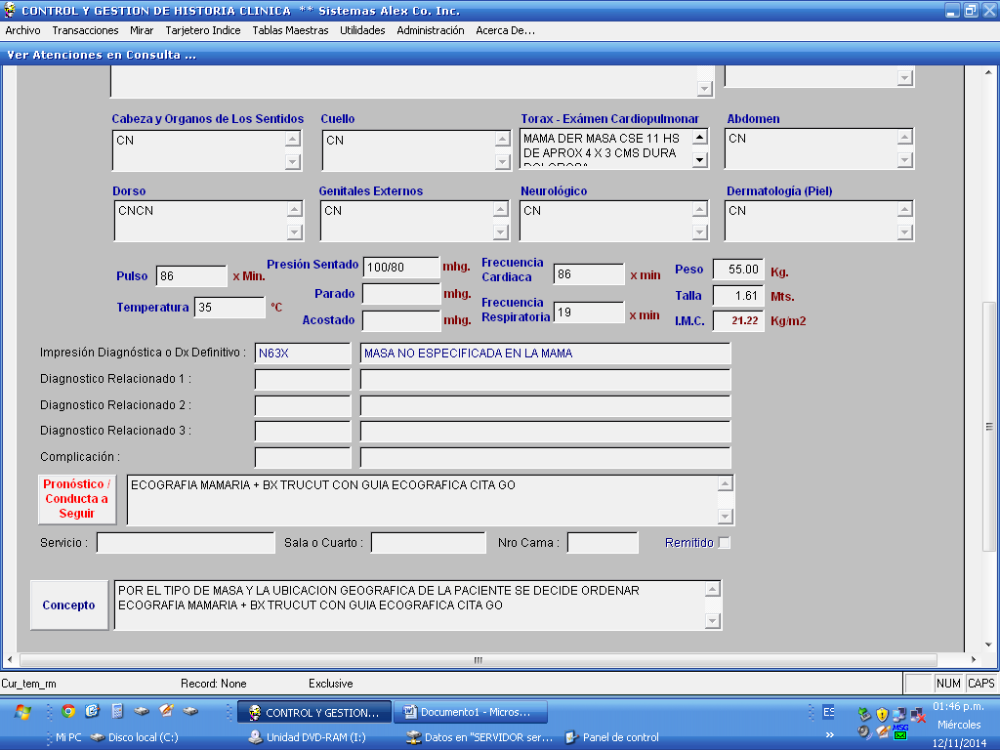 CONTROL Y GESTION DE HISTORIA CLINICA ** Sistemas Alex Co. Inc.
Archivo Transacciones Mirar Tarjetero Indice Tablas Maestras Utilidades Administración Acerca De...
Ver Atenciones en Consulta ...
Cabeza y Organos de Los Sentidos Cuello Torax - Exámen Cardiopulmonar Abdomen
CN CN MAMA DER MASA CSE 11 HS CN
DE APROX 4 X 3 CMS DURA
DOLOROSA
Dorso Genitales Externos Neurológico Dermatología (Piel)
CNCN CN CN CN
Pulso 86 x Min. Presión Sentado 100/80 mhg. Frecuencia Cardiaca 86 x min Peso 55.00 Kg.
Temperatura 35 °C Parado mhg. Frecuencia Respiratoria 19 x min Talla 1.61 Mts.
Acostado mhg. I.M.C. 21.22 Kg/m2
Impresión Diagnóstica o Dx Definitivo : N63X MASA NO ESPECIFICADA EN LA MAMA
Diagnostico Relacionado 1 :
Diagnostico Relacionado 2 :
Diagnostico Relacionado 3 :
Complicación :
Pronóstico / Conducta a Seguir ECOGRAFIA MAMARIA + BX TRUCUT CON GUIA ECOGRAFICA CITA GO
Servicio : Sala o Cuarto : Nro Cama : Remitido
Concepto POR EL TIPO DE MASA Y LA UBICACION GEOGRAFICA DE LA PACIENTE SE DECIDE ORDENAR
ECOGRAFIA MAMARIA + BX TRUCUT CON GUIA ECOGRAFICA CITA GO
Cur_tem_rm Record: None Exclusive NUM CAPS
CONTROL Y GESTION... Documento1 - Micros... ES 01:46 p.m.
Miércoles
Mi PC Disco local (C:) Unidad DVD-RAM (I:) Datos en "SERVIDOR ser... Panel de control » MSG
12/11/2014